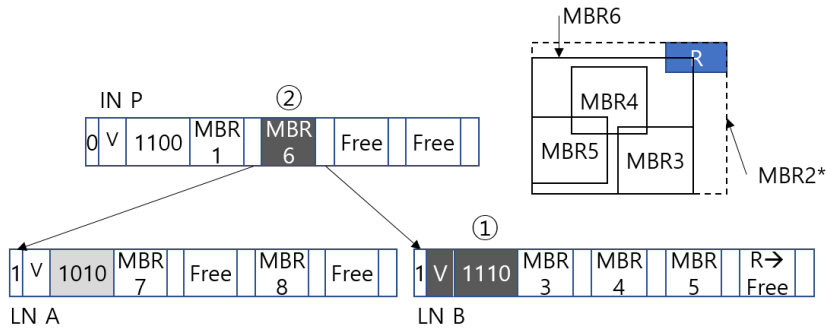 MBR6
R
MBR4
MBR5
MBR3
MBR2*
IN P
②
0 V 1100 MBR 1 MBR 6 Free Free
①
1 V 1010 MBR 7 Free MBR 8 Free
1 V 1110 MBR 3 MBR 4 MBR 5 R→ Free
LN A
LN B